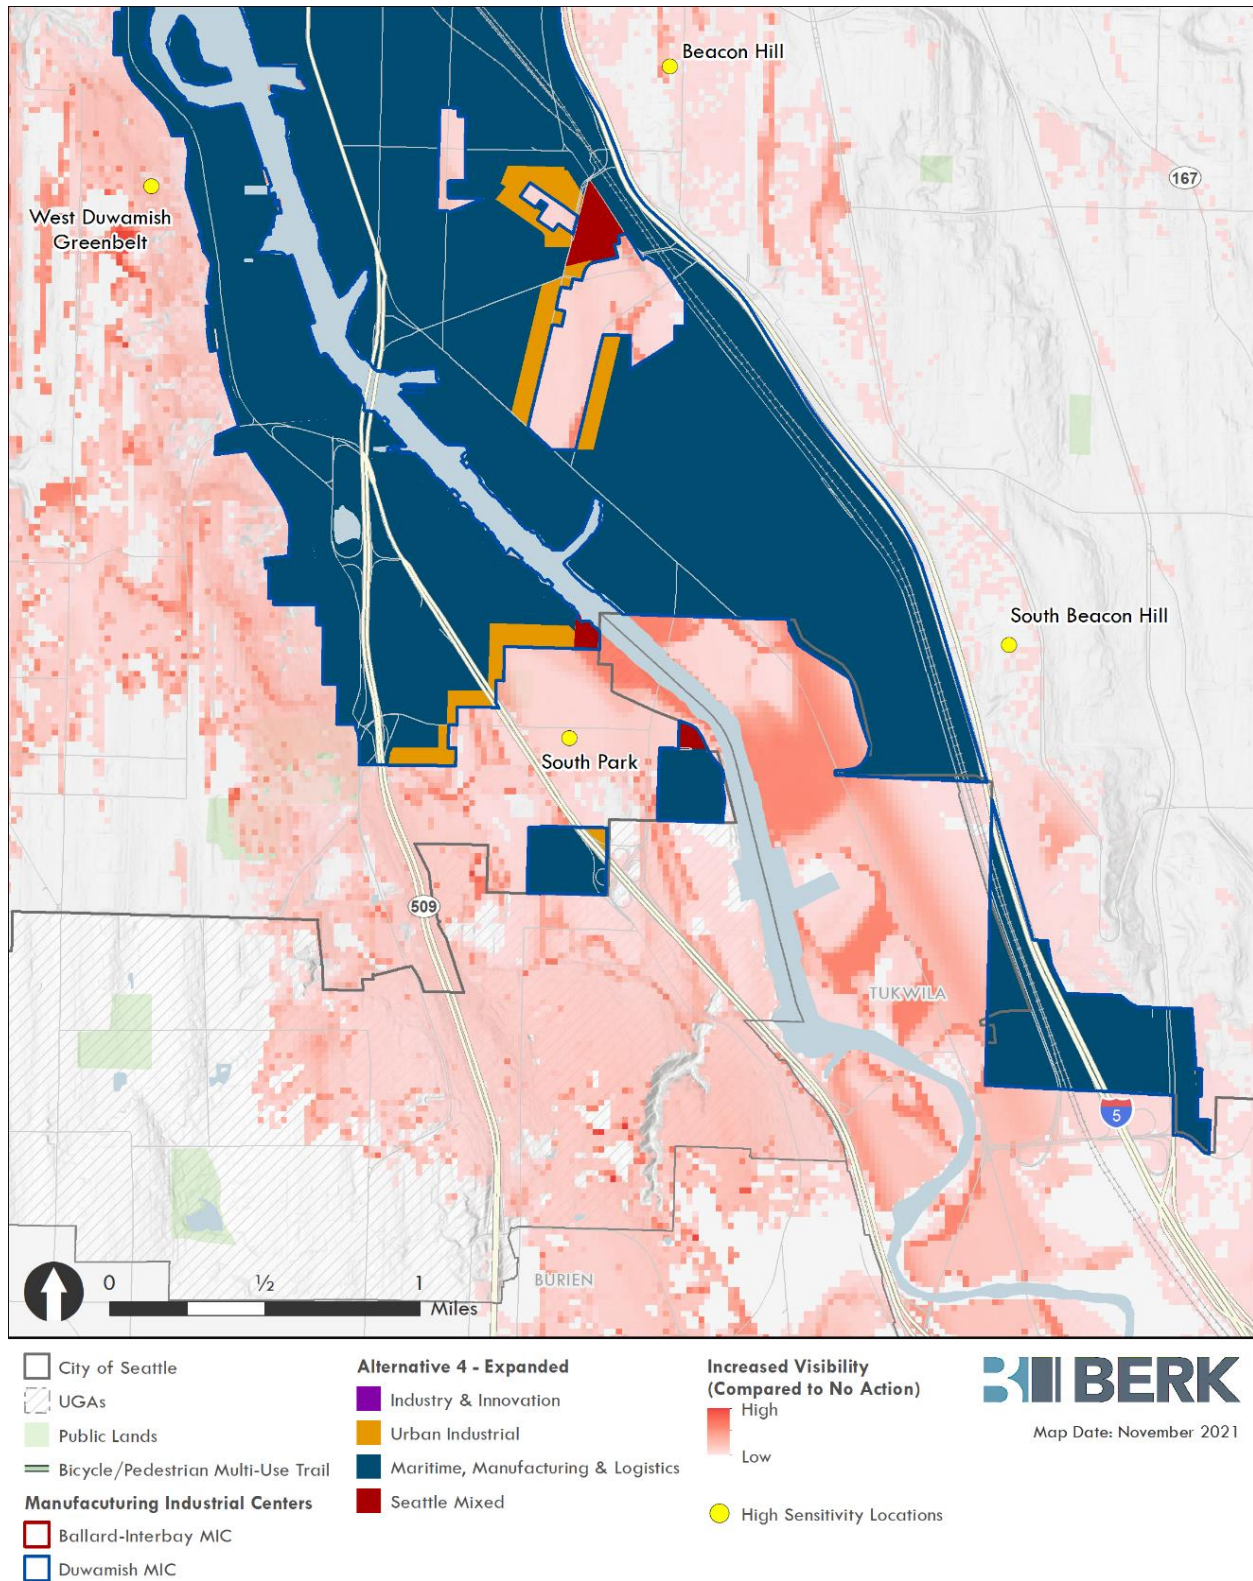 Beacon Hill
167
West Duwamish
Greenbelt
South Beacon Hill
South Park
509
TUKWILA
5
BURIEN
0 ½ 1
Miles
City of Seattle
UGAs
Public Lands
Bicycle/Pedestrian Multi-Use Trail
Manufacuturing Industrial Centers
Ballard-Interbay MIC
Duwamish MIC
Alternative 4 - Expanded
Industry & Innovation
Urban Industrial
Maritime, Manufacturing & Logistics
Seattle Mixed
Increased Visibility
(Compared to No Action)
High
Low
High Sensitivity Locations
BERK
Map Date: November 2021